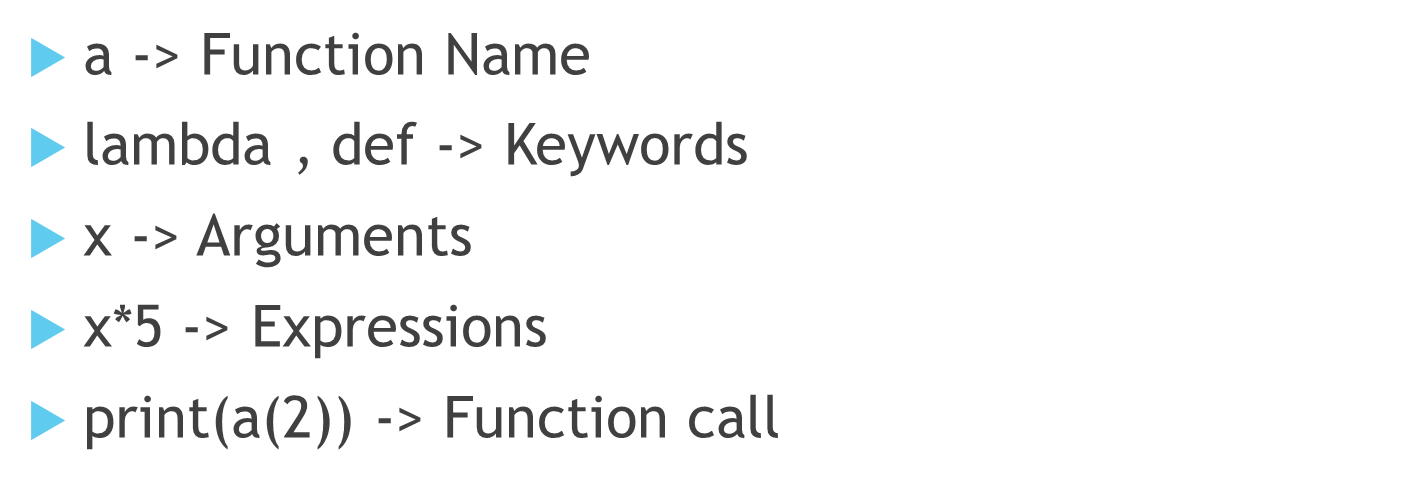 a -> Function Name
lambda , def -> Keywords
x -> Arguments
x*5 -> Expressions
print(a(2)) -> Function call